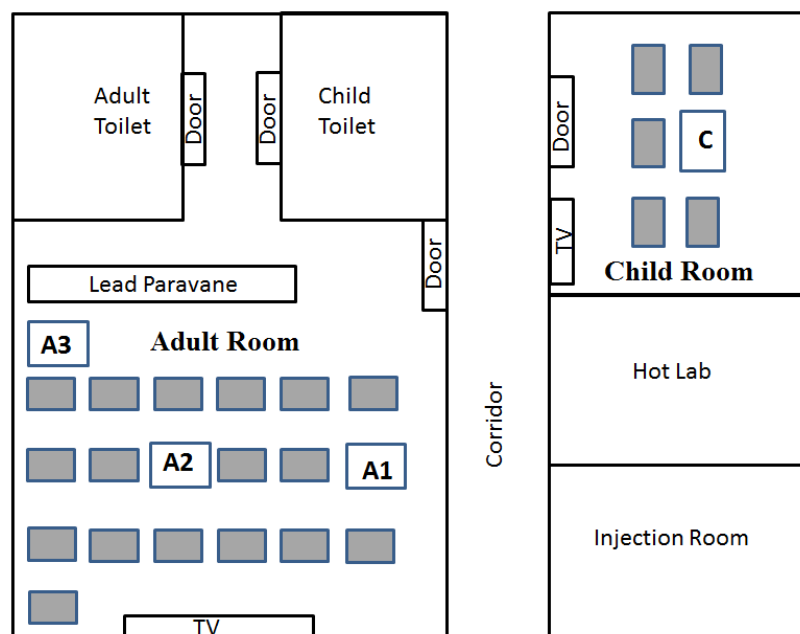 Adult
Toilet
Door
Door
Child
Toilet
Door
C
TV
Child Room
Door
Lead Paravane
A3
Adult Room
Hot Lab
Corridor
A2
A1
Injection Room
TV